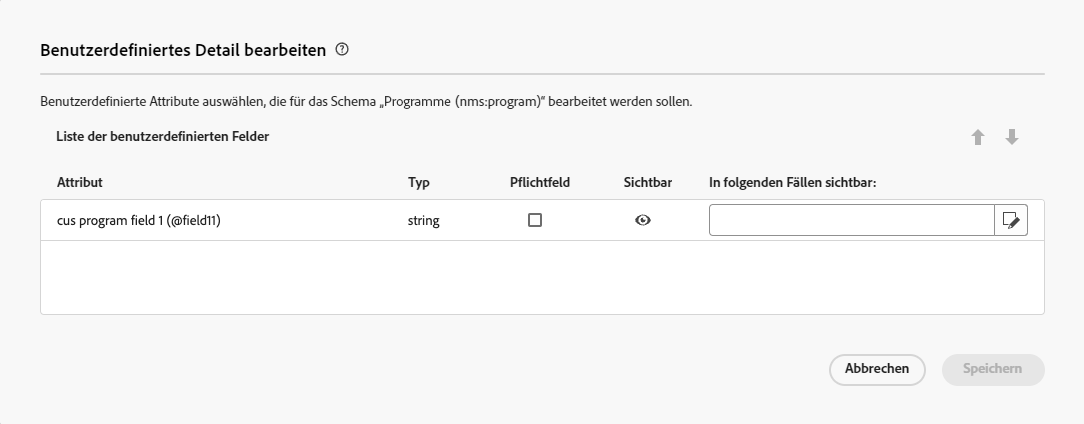 Benutzerdefiniertes Detail bearbeiten
Benutzerdefinierte Attribute auswählen, die für das Schema „Programme (nms:program)“ bearbeitet werden sollen.
Liste der benutzerdefinierten Felder
Attribut Typ Pflichtfeld Sichtbar In folgenden Fällen sichtbar:
cus program field 1 (@field11) string
Abbrechen Speichern